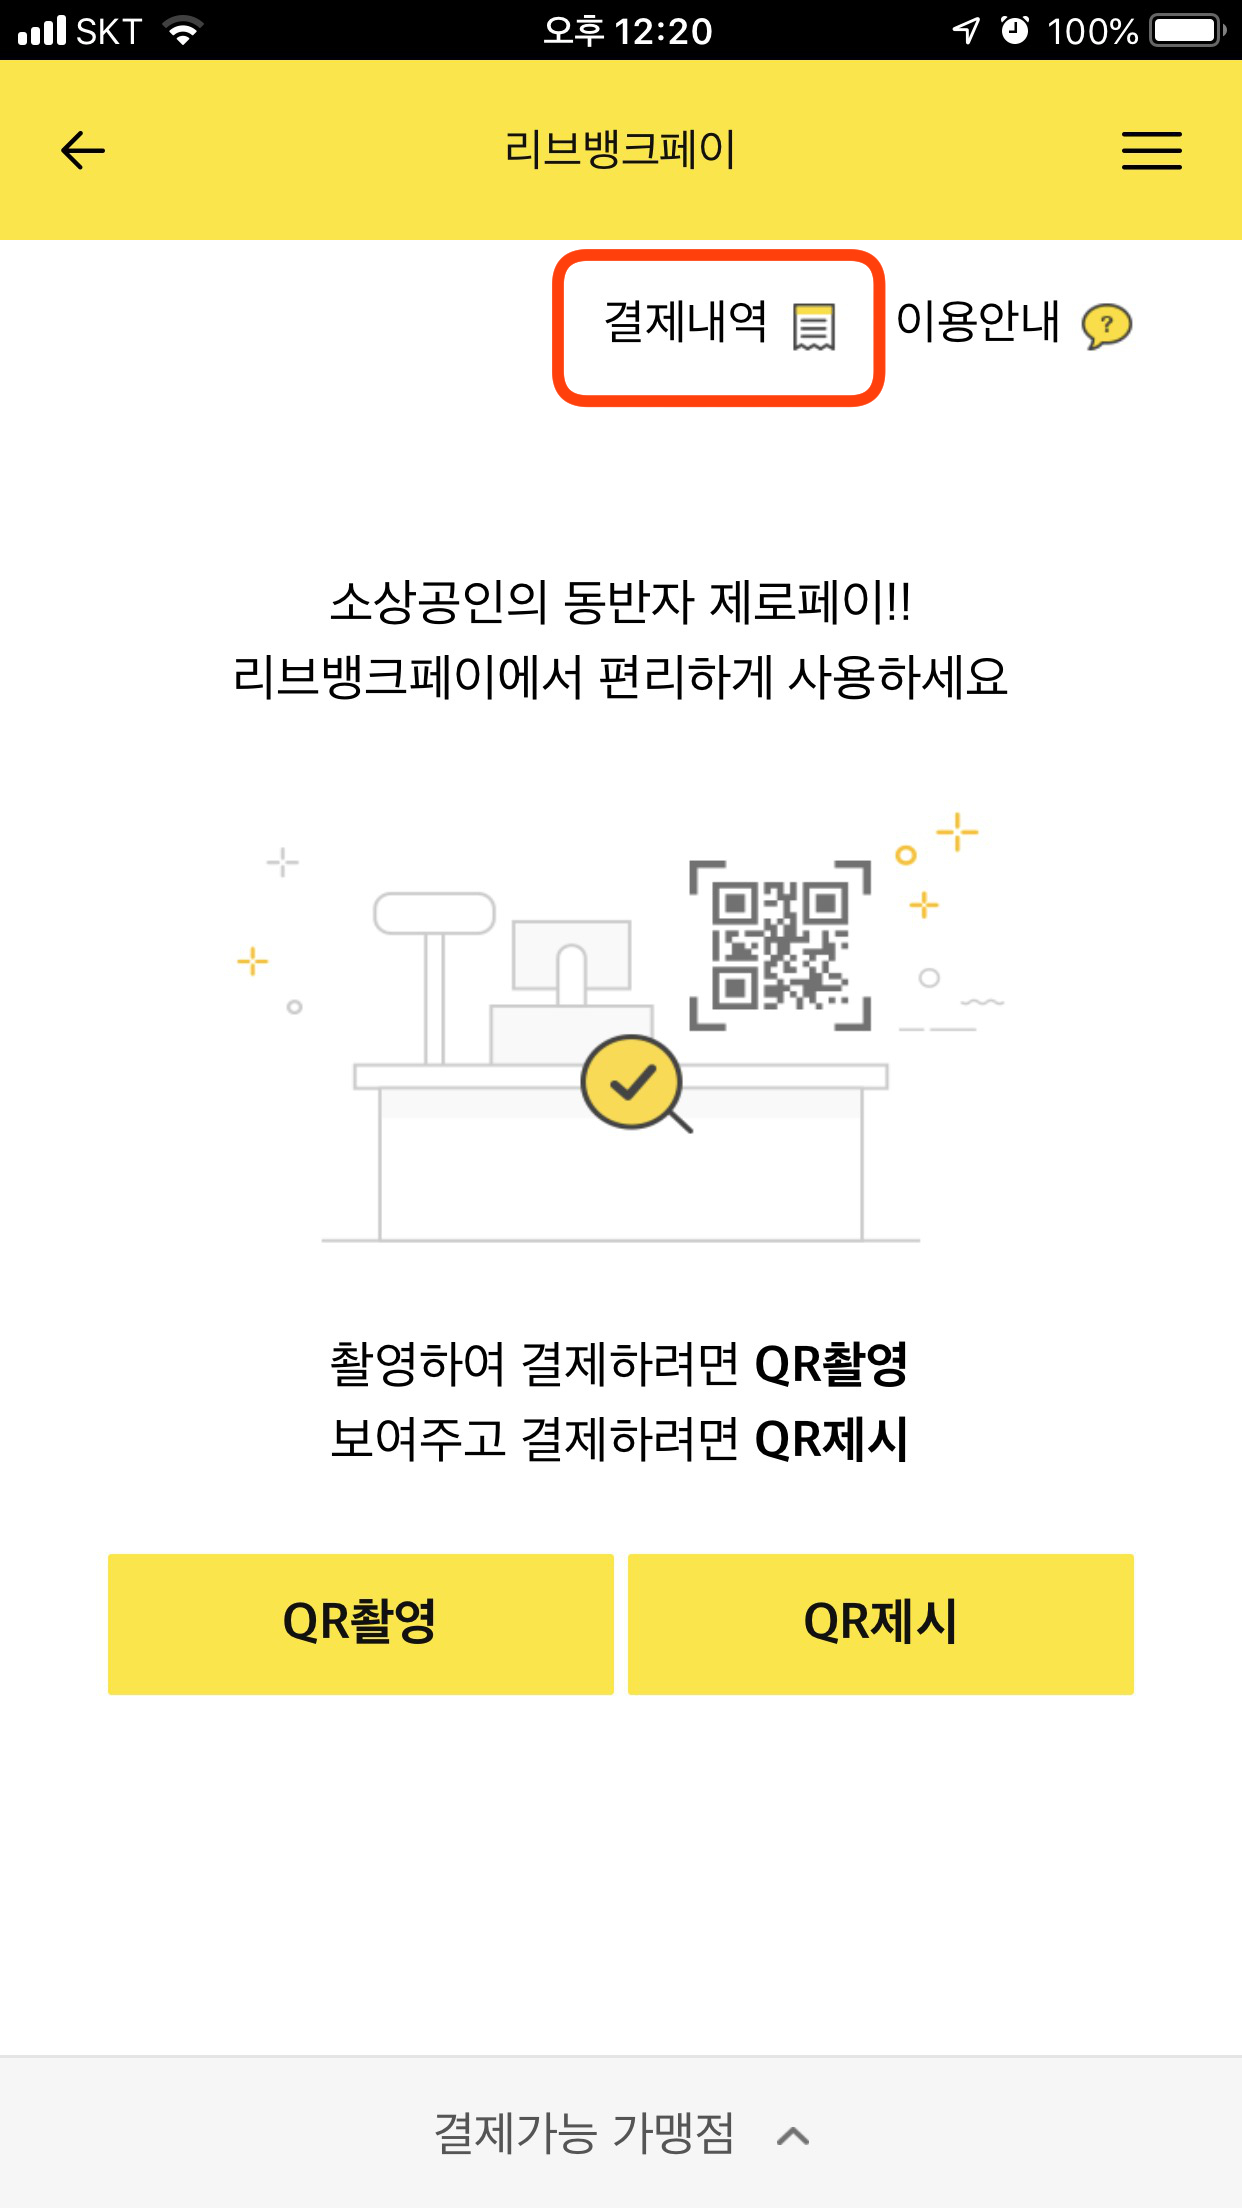 SKT 오후 12:20 100%
리브뱅크페이
결제내역 이용안내 ?
소상공인의 동반자 제로페이!!
리브뱅크페이에서 편리하게 사용하세요
촬영하여 결제하려면 QR촬영
보여주고 결제하려면 QR제시
QR촬영 QR제시
결제가능 가맹점